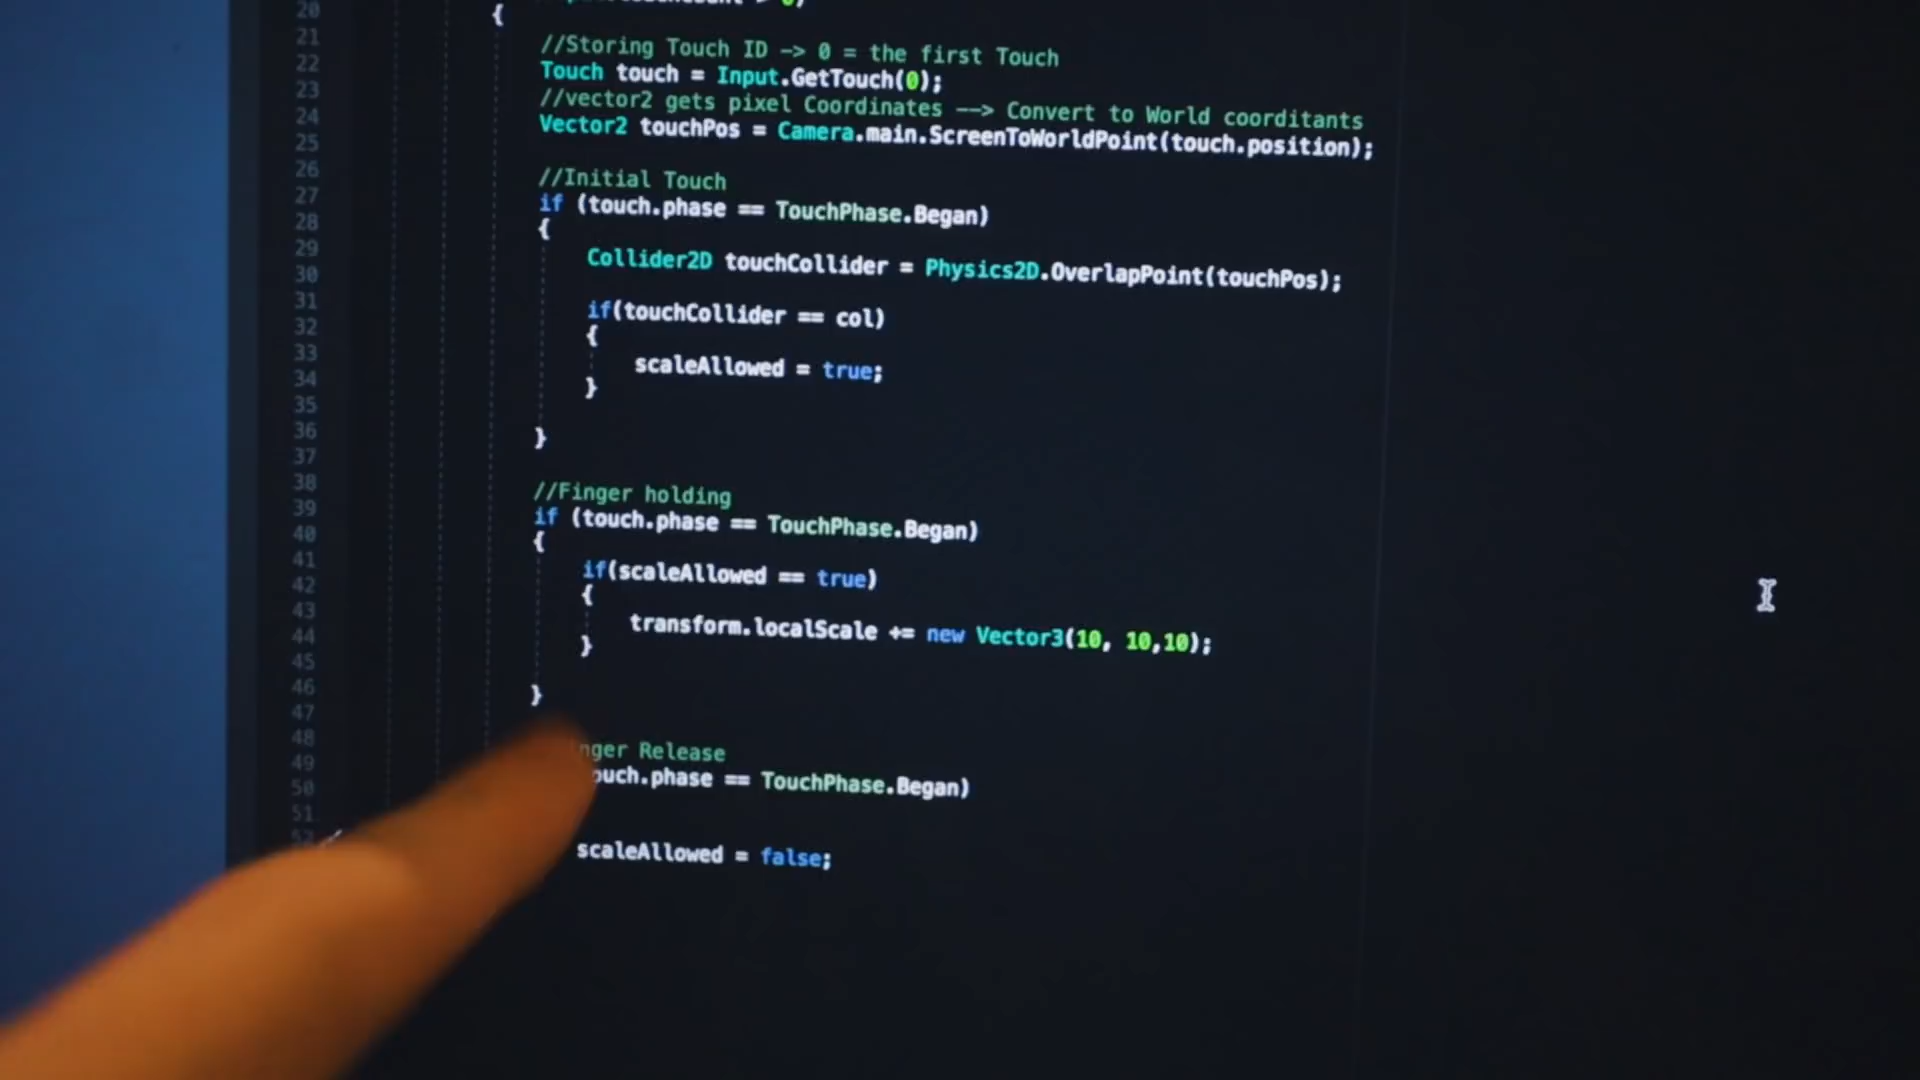 20
{
21
22 //Storing Touch ID -> 0 = the first Touch
23 Touch touch = Input.GetTouch(0);
24 //vector2 gets pixel Coordinates --> Convert to World coorditants
25 Vector2 touchPos = Camera.main.ScreenToWorldPoint(touch.position);
26
27 //Initial Touch
28 if (touch.phase == TouchPhase.Began)
29 {
30 Collider2D touchCollider = Physics2D.OverlapPoint(touchPos);
31
32 if(touchCollider == col)
33 {
34 scaleAllowed = true;
35 }
36
37 }
38
39 //Finger holding
40 if (touch.phase == TouchPhase.Began)
41 {
42 if(scaleAllowed == true)
43 {
44 transform.localScale += new Vector3(10, 10,10);
45 }
46
47 }
48
49 Release
50 touch.phase == TouchPhase.Began)
51
52
scaleAllowed = false;